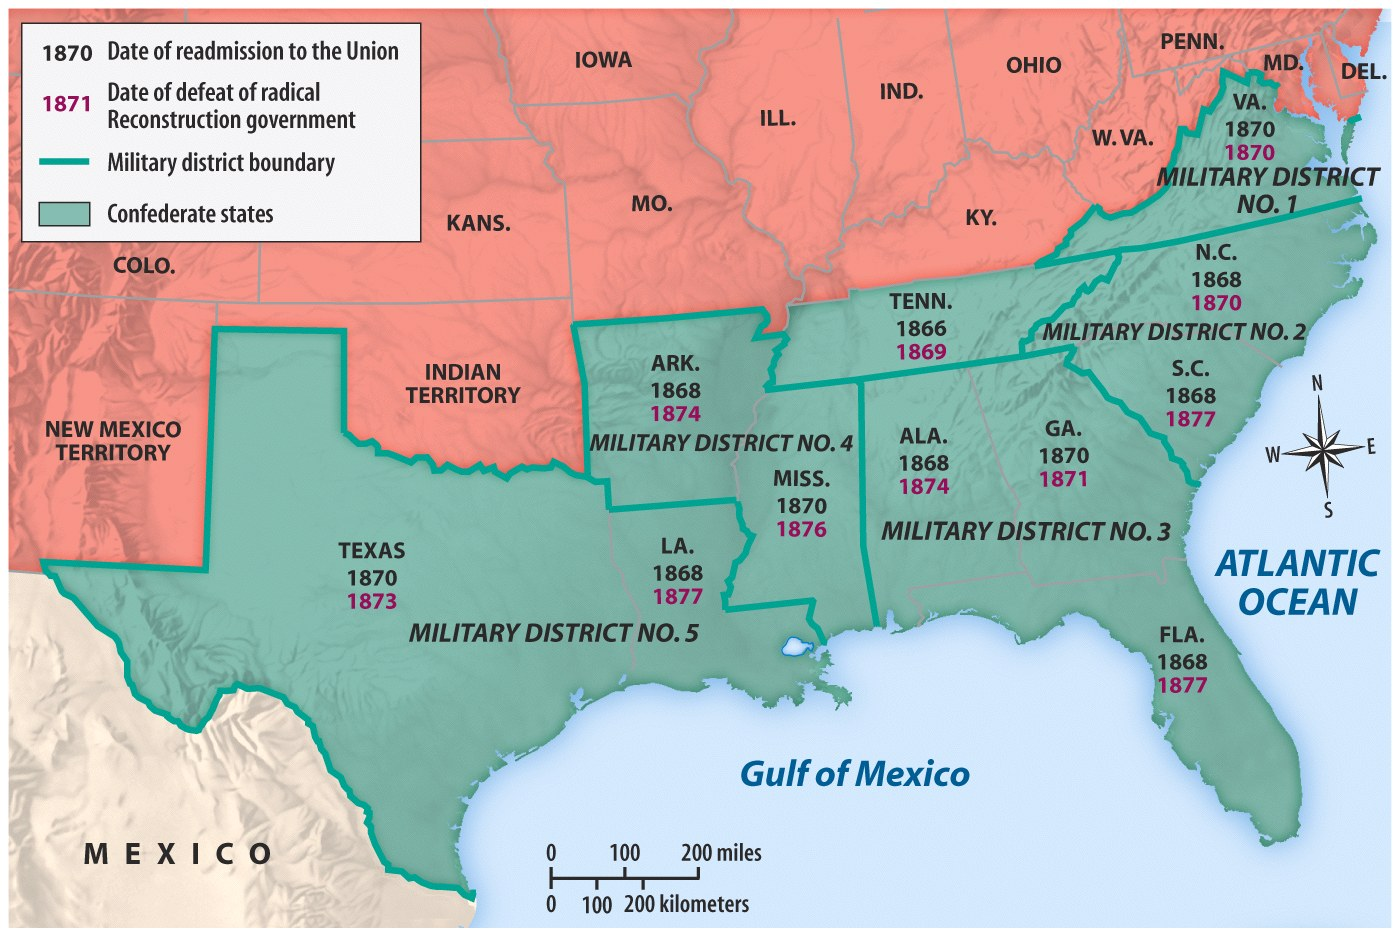 1870 Date of readmission to the Union
1871 Date of defeat of radical
Reconstruction government
Military district boundary
Confederate states
IOWA
ILL.
IND.
OHIO
PENN.
MD.
DEL.
W. VA.
VA.
1870
1870
MILITARY DISTRICT
NO. 1
KANS.
MO.
KY.
COLO.
N.C.
1868
1870
MILITARY DISTRICT NO. 2
TENN.
1866
1869
S.C.
1868
1877
INDIAN
TERRITORY
ARK.
1868
1874
MILITARY DISTRICT NO. 4
NEW MEXICO
TERRITORY
ALA.
1868
1874
GA.
1870
1871
MILITARY DISTRICT NO. 3
MISS.
1870
1876
N
W
E
S
TEXAS
1870
1873
LA.
1868
1877
MILITARY DISTRICT NO. 5
ATLANTIC
OCEAN
FLA.
1868
1877
Gulf of Mexico
MEXICO
0 100 200 miles
0 100 200 kilometers